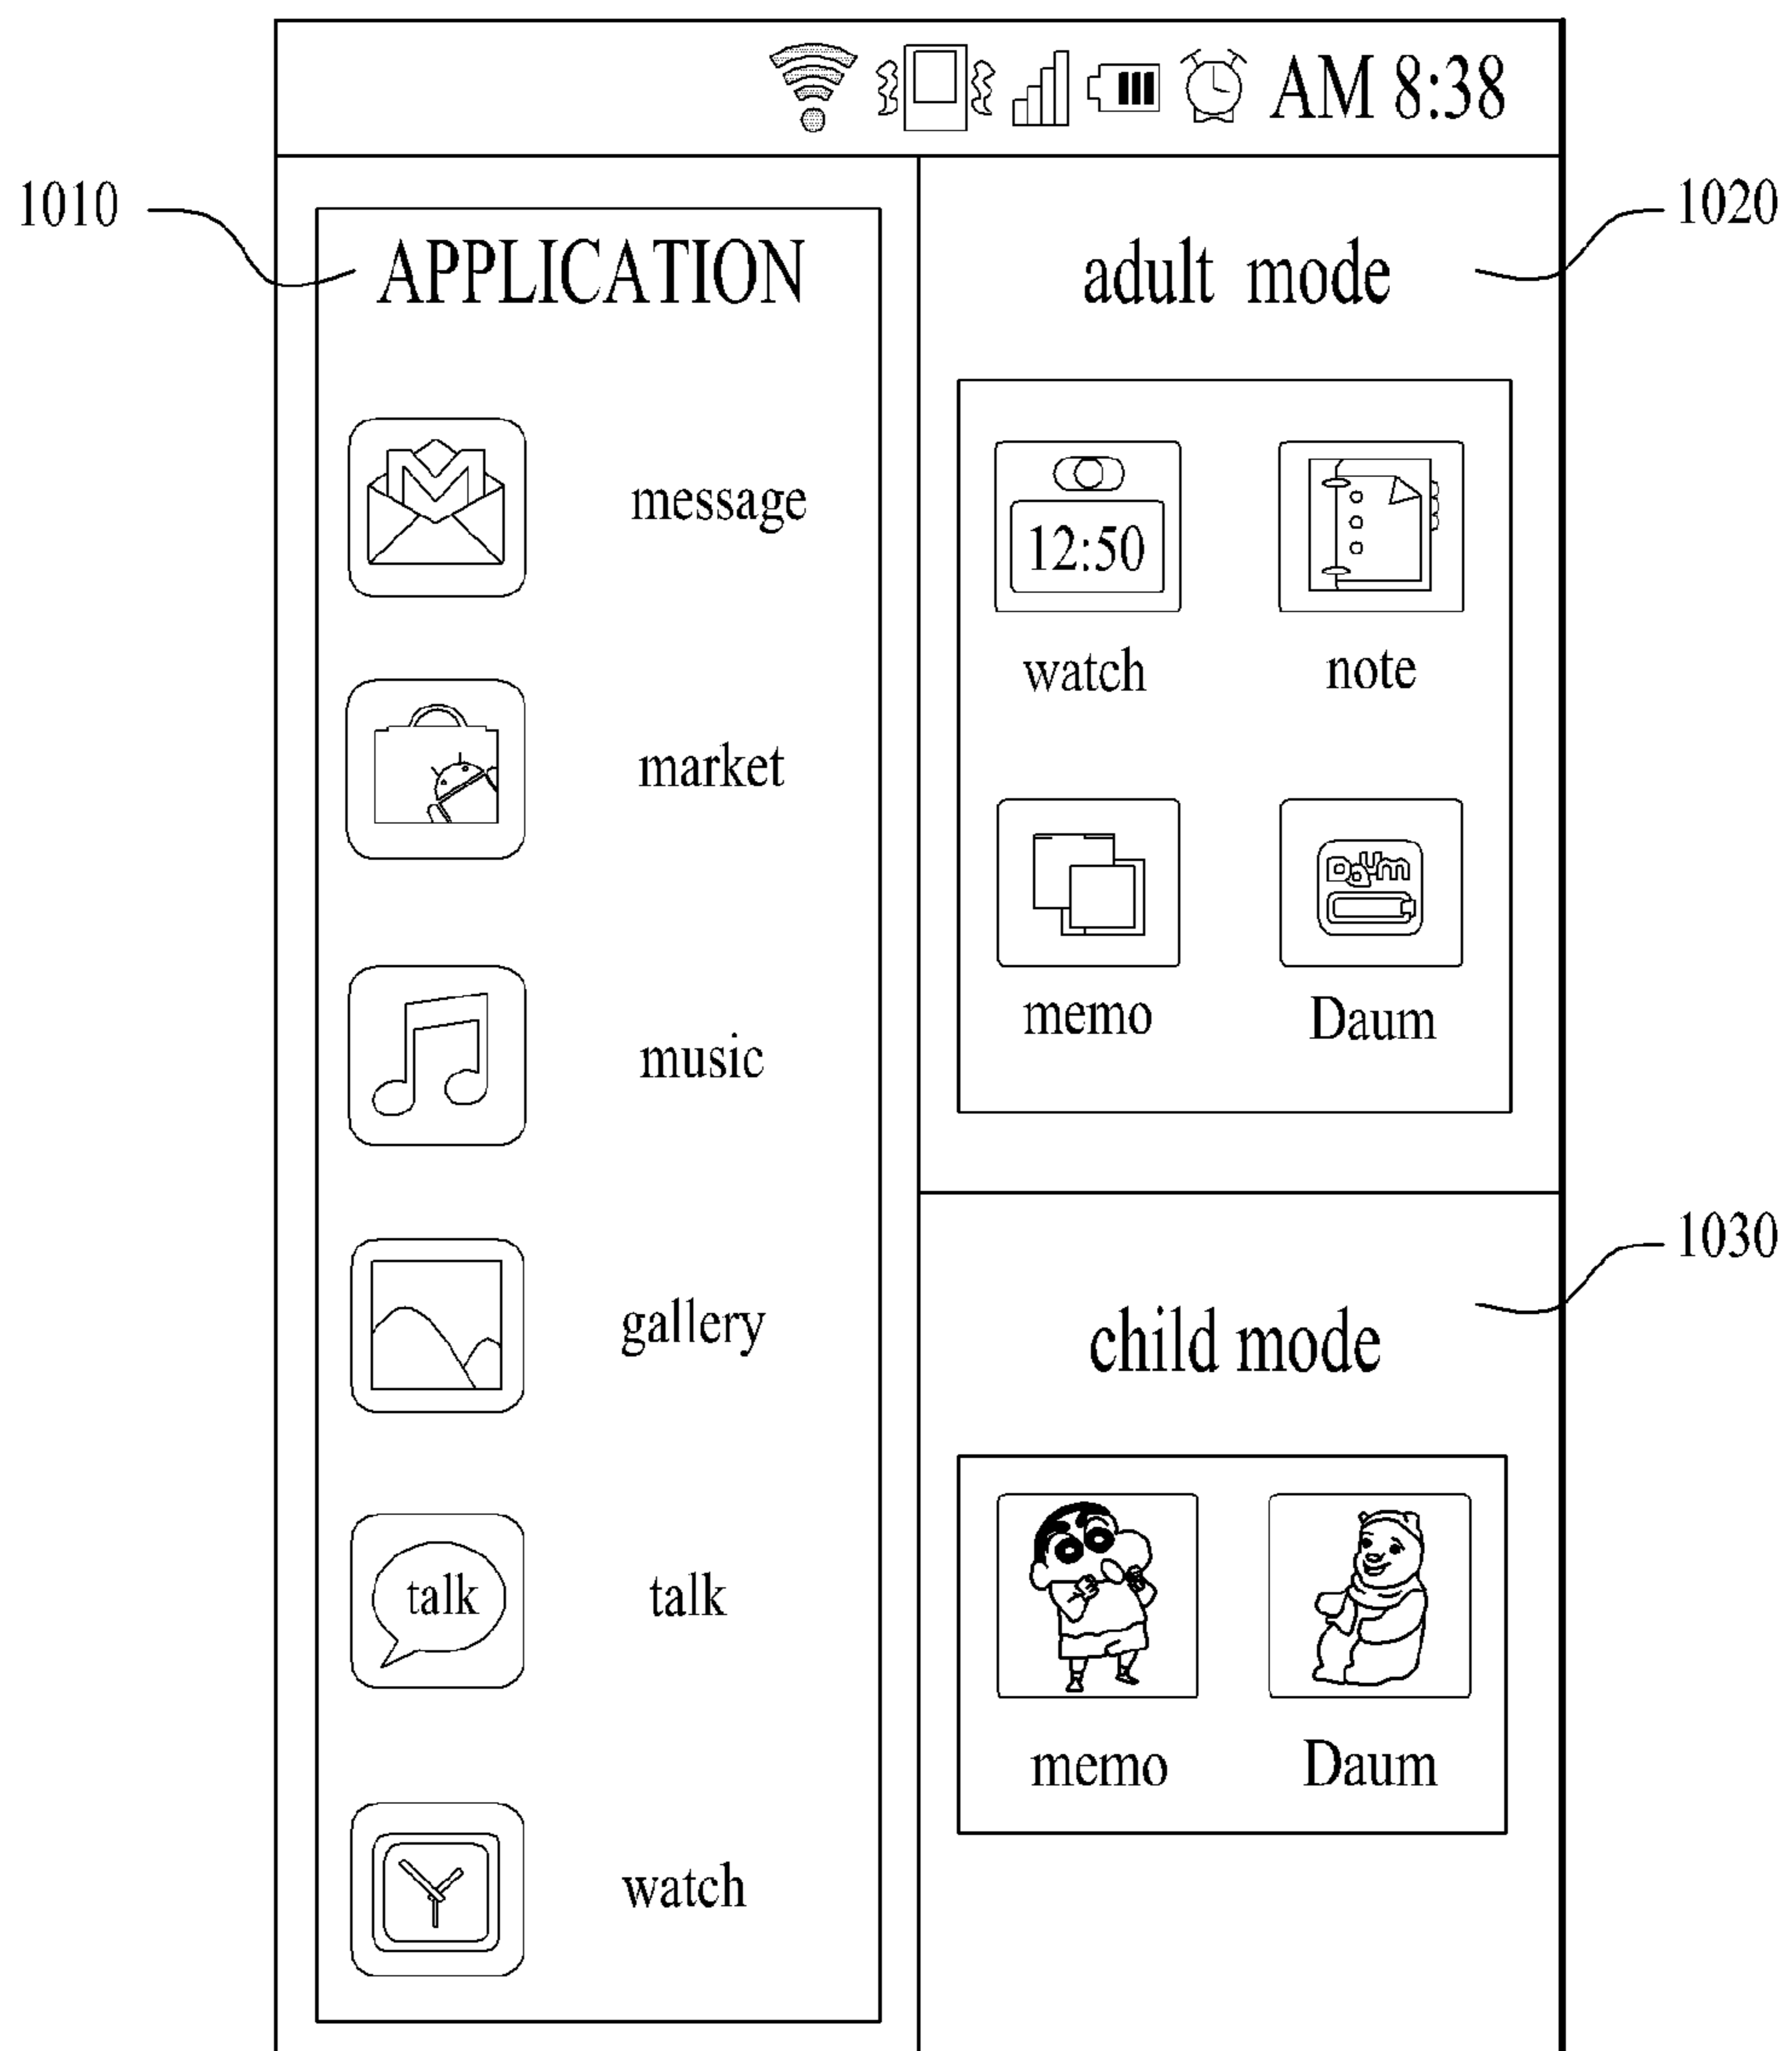 AM 8:38
1010
APPLICATION
message
market
music
gallery
talk
talk
watch
1020
adult mode
12:50
watch
note
memo
Daum
Daum
1030
child mode
memo
Daum